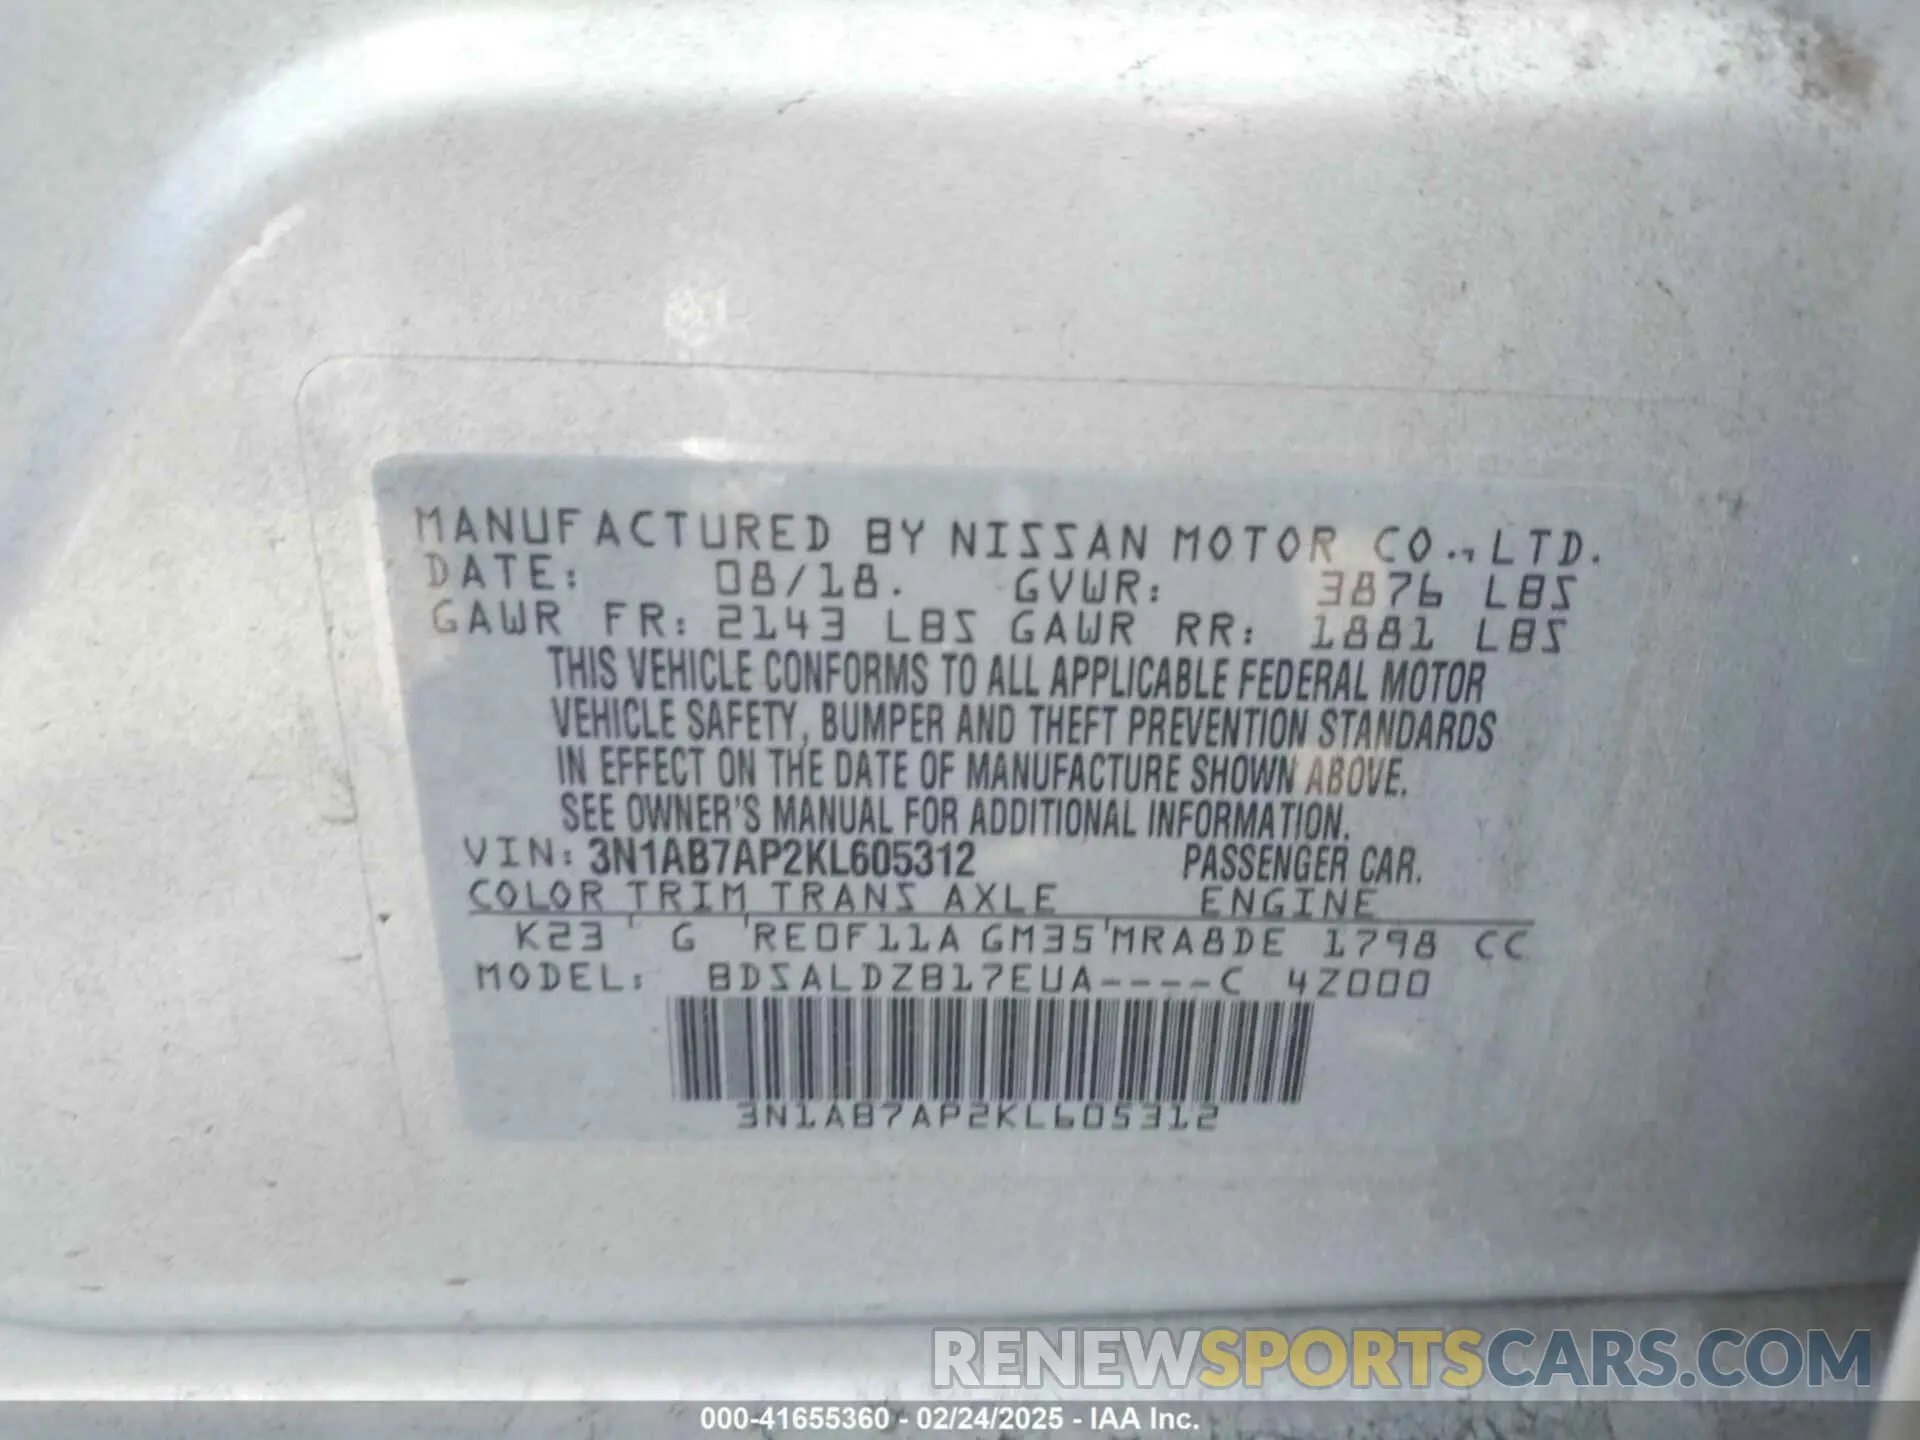 MANUFACTURED BY NISSAN MOTOR CO., LTD.
DATE: 08/18. GVWR: 3876 LBS
GAWR FR: 2143 LBS GAWR RR: 1881 LBS
THIS VEHICLE CONFORMS TO ALL APPLICABLE FEDERAL MOTOR
VEHICLE SAFETY, BUMPER AND THEFT PREVENTION STANDARDS
IN EFFECT ON THE DATE OF MANUFACTURE SHOWN ABOVE.
SEE OWNER'S MANUAL FOR ADDITIONAL INFORMATION.
VIN: 3N1AB7AP2KL605312 PASSENGER CAR.
COLOR TRIM TRANS AXLE ENGINE
K23 ' G 'RE0F11A GM35'MRA8DE 1798 CC
MODEL: BDSALDZB17EUA----C 4Z000
3N1AB7AP2KL605312
RENEWSPORTSCARS.COM
000-41655360 - 02/24/2025 - IAA Inc.